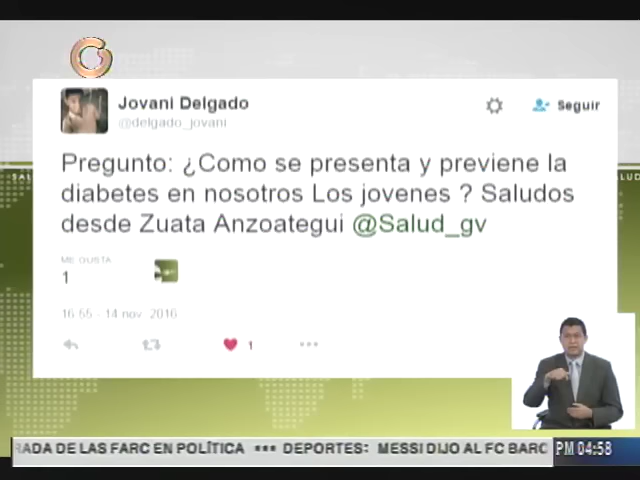 Jovani Delgado
@delgado_jovani
Seguir
Pregunto: ¿Como se presenta y previene la
diabetes en nosotros Los jovenes ? Saludos
desde Zuata Anzoategui @Salud_gv
ME GUSTA
1
16:55 - 14 nov. 2016
1
RADA DE LAS FARC EN POLÍTICA *** DEPORTES: MESSI DIJO AL FC BARC
PM 04:58